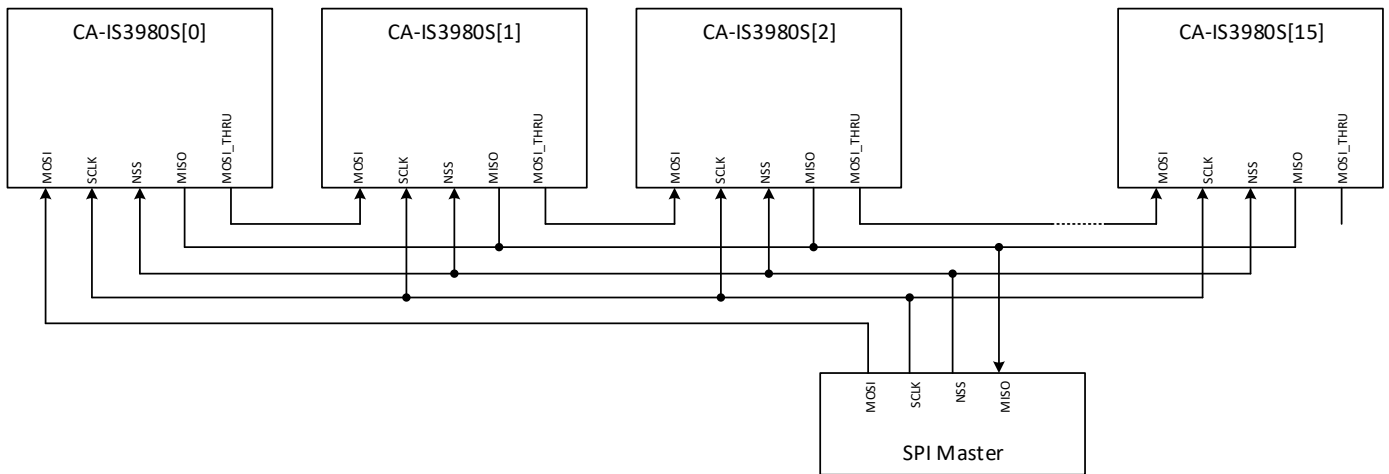 CA-IS3980S[0]
CA-IS3980S[1]
CA-IS3980S[2]
CA-IS3980S[15]
MOSI
SCLK
NSS
MISO
MOSI_THRU
MOSI
SCLK
NSS
MISO
MOSI_THRU
MOSI
SCLK
NSS
MISO
MOSI_THRU
MOSI
SCLK
NSS
MISO
MOSI_THRU
MOSI
SCLK
NSS
MISO
SPI Master